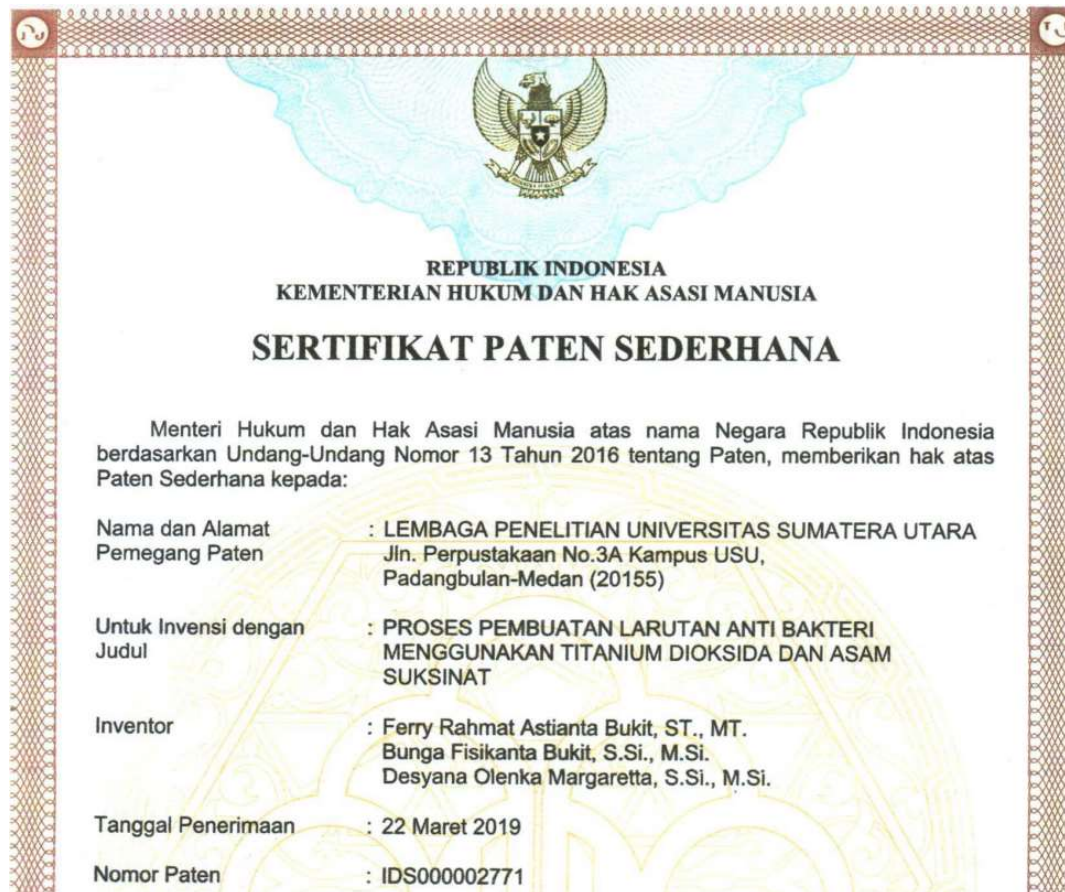 REPUBLIK INDONESIA
KEMENTERIAN HUKUM DAN HAK ASASI MANUSIA
SERTIFIKAT PATEN SEDERHANA
Menteri Hukum dan Hak Asasi Manusia atas nama Negara Republik Indonesia
berdasarkan Undang-Undang Nomor 13 Tahun 2016 tentang Paten, memberikan hak atas
Paten Sederhana kepada:
Nama dan Alamat : LEMBAGA PENELITIAN UNIVERSITAS SUMATERA UTARA
Pemegang Paten Jln. Perpustakaan No.3A Kampus USU,
Padangbulan-Medan (20155)
Untuk Invensi dengan : PROSES PEMBUATAN LARUTAN ANTI BAKTERI
Judul MENGGUNAKAN TITANIUM DIOKSIDA DAN ASAM
SUKSINAT
Inventor : Ferry Rahmat Astianta Bukit, ST., MT.
Bunga Fisikanta Bukit, S.Si., M.Si.
Desyana Olenka Margaretta, S.Si., M.Si.
Tanggal Penerimaan : 22 Maret 2019
Nomor Paten : IDS000002771